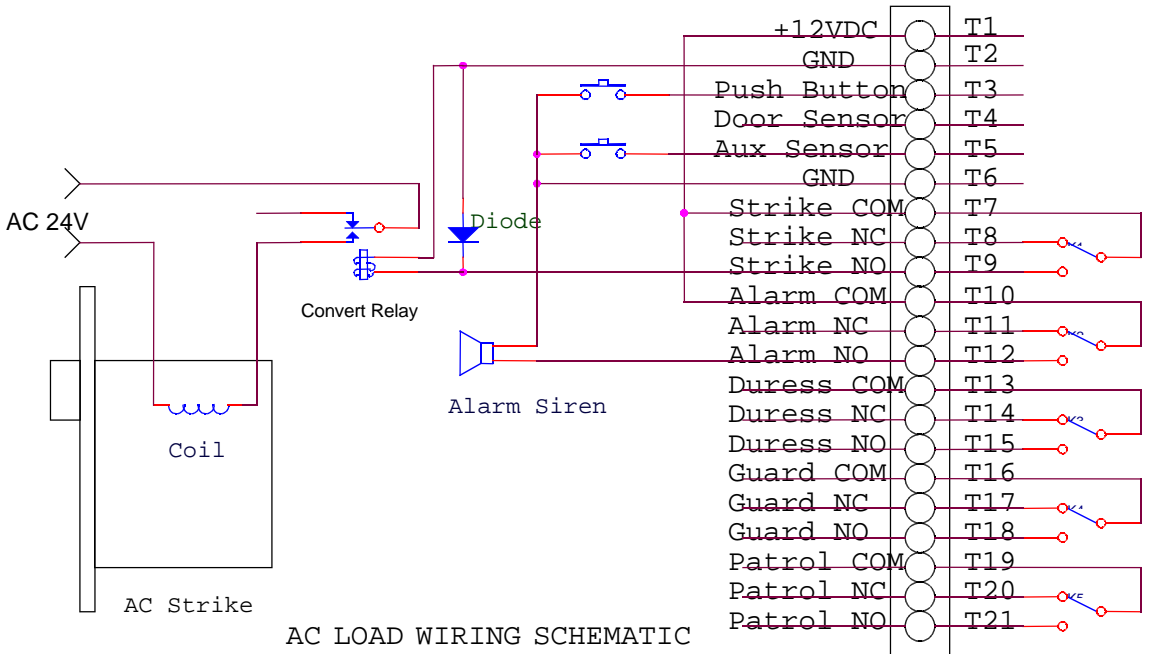 +12VDC T1
GND T2
Push Button T3
Door Sensor T4
Aux Sensor T5
GND T6
Strike COM T7
Strike NC T8
Strike NO T9
Alarm COM T10
Alarm NC T11
Alarm NO T12
Duress COM T13
Duress NC T14
Duress NO T15
Guard COM T16
Guard NC T17
Guard NO T18
Patrol COM T19
Patrol NC T20
Patrol NO T21
AC 24V
Diode
Convert Relay
Alarm Siren
Coil
AC Strike
AC LOAD WIRING SCHEMATIC